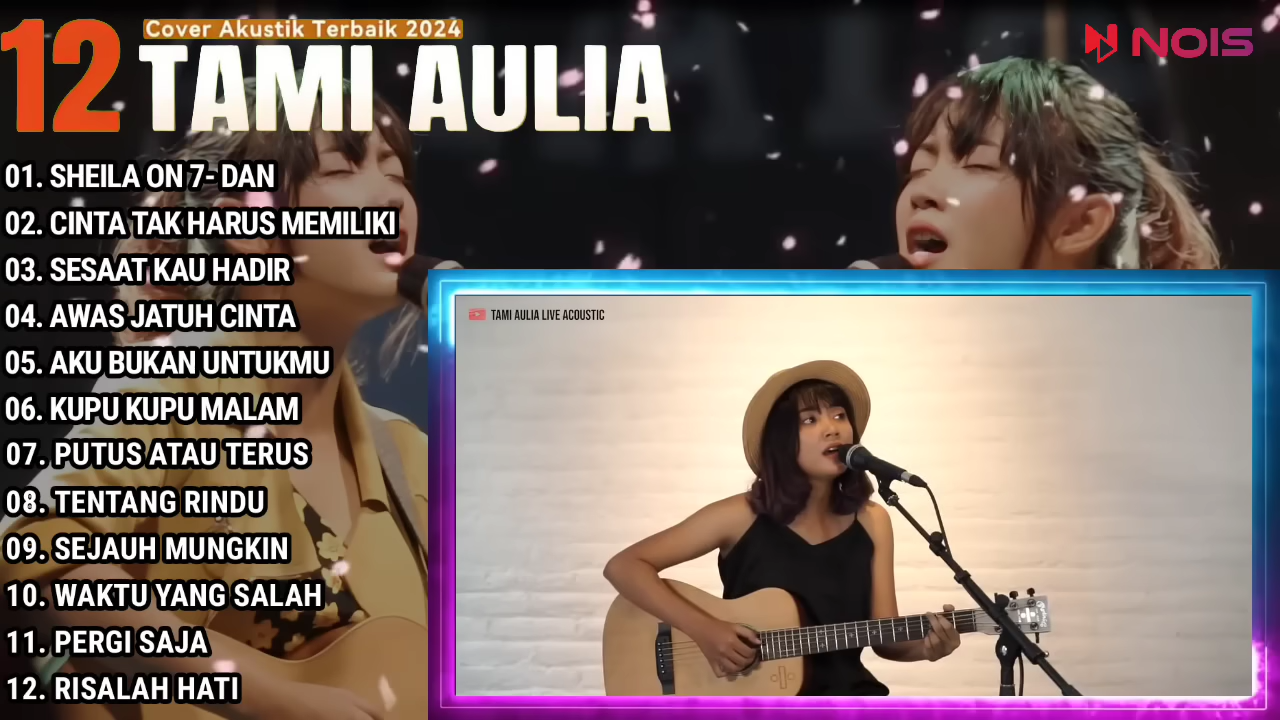 12
Cover Akustik Terbaik 2024
TAMI AULIA
NOIS
01. SHEILA ON 7- DAN
02. CINTA TAK HARUS MEMILIKI
03. SESAAT KAU HADIR
04. AWAS JATUH CINTA
05. AKU BUKAN UNTUKMU
06. KUPU KUPU MALAM
07. PUTUS ATAU TERUS
08. TENTANG RINDU
09. SEJAUH MUNGKIN
10. WAKTU YANG SALAH
11. PERGI SAJA
12. RISALAH HATI
TAMI AULIA LIVE ACOUSTIC